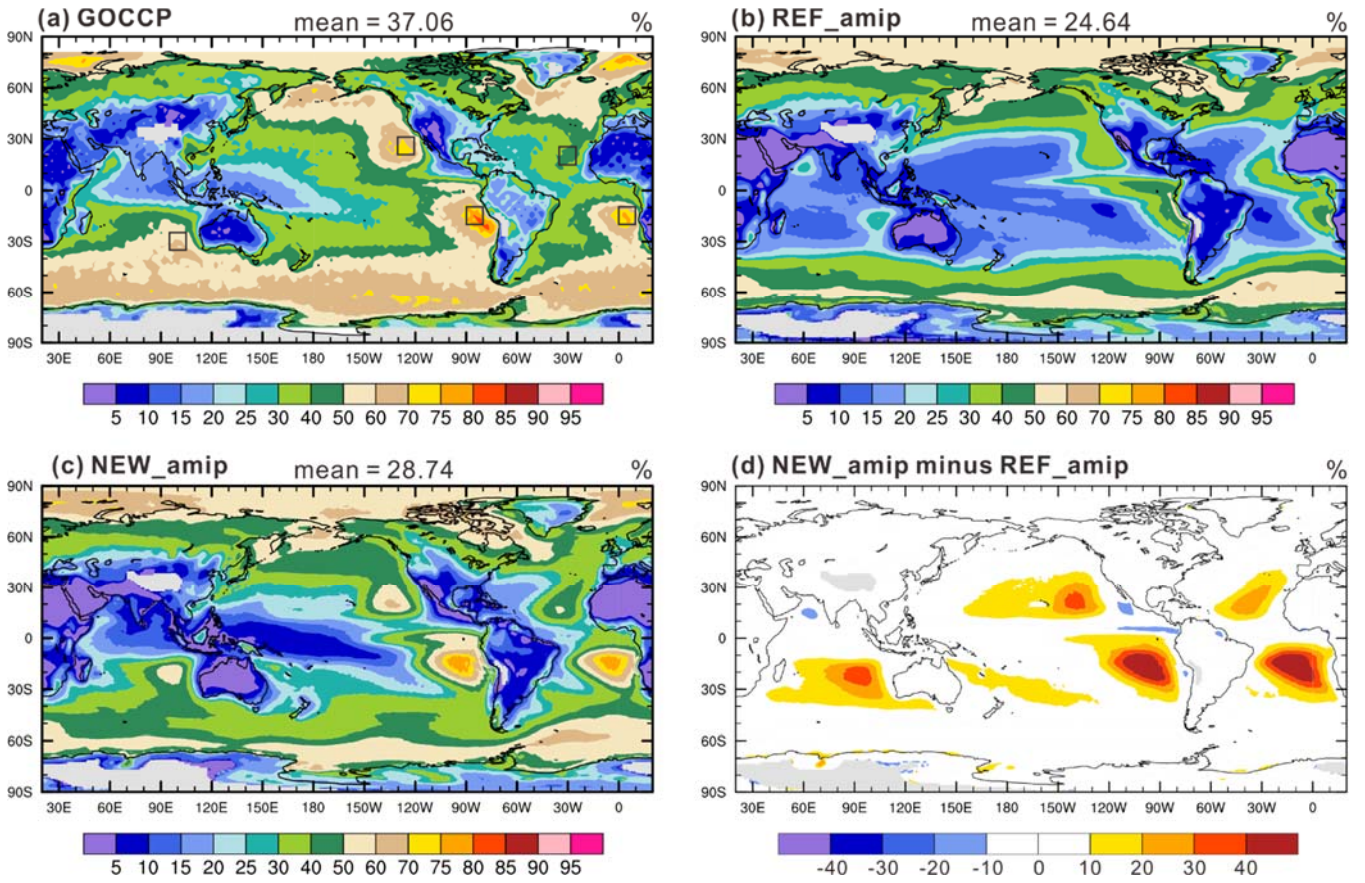 (a) GOCCP mean = 37.06 %
90N
60N
30N
0
30S
60S
90S
30E 60E 90E 120E 150E 180 150W 120W 90W 60W 30W 0
5 10 15 20 25 30 40 50 60 70 75 80 85 90 95
(b) REF_amip mean = 24.64 %
90N
60N
30N
0
30S
60S
90S
30E 60E 90E 120E 150E 180 150W 120W 90W 60W 30W 0
5 10 15 20 25 30 40 50 60 70 75 80 85 90 95
(c) NEW_amip mean = 28.74 %
90N
60N
30N
0
30S
60S
90S
30E 60E 90E 120E 150E 180 150W 120W 90W 60W 30W 0
5 10 15 20 25 30 40 50 60 70 75 80 85 90 95
(d) NEW_amip minus REF_amip %
90N
60N
30N
0
30S
60S
90S
30E 60E 90E 120E 150E 180 150W 120W 90W 60W 30W 0
-40 -30 -20 -10 0 10 20 30 40